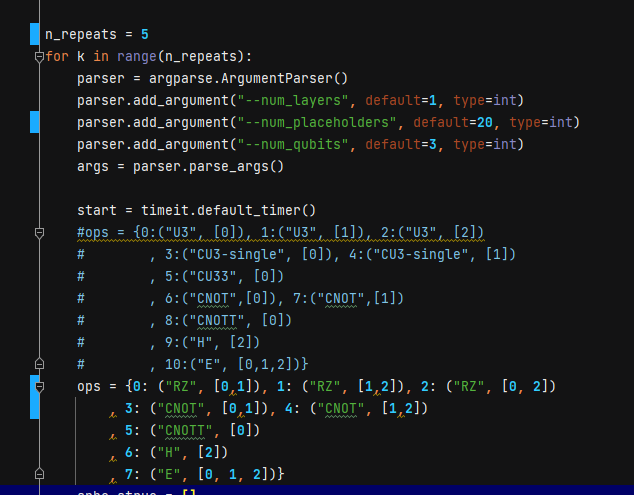 n_repeats = 5
for k in range(n_repeats):
    parser = argparse.ArgumentParser()
    parser.add_argument("--num_layers", default=1, type=int)
    parser.add_argument("--num_placeholders", default=20, type=int)
    parser.add_argument("--num_qubits", default=3, type=int)
    args = parser.parse_args()

    start = timeit.default_timer()
    #ops = {0:("U3", [0]), 1:("U3", [1]), 2:("U3", [2])
    #        , 3:("CU3-single", [0]), 4:("CU3-single", [1])
    #        , 5:("CU33", [0])
    #        , 6:("CNOT",[0]), 7:("CNOT",[1])
    #        , 8:("CNOTT", [0])
    #        , 9:("H", [2])
    #        , 10:("E", [0,1,2])}
    ops = {0: ("RZ", [0,1]), 1: ("RZ", [1,2]), 2: ("RZ", [0, 2])
        , 3: ("CNOT", [0,1]), 4: ("CNOT", [1,2])
        , 5: ("CNOTT", [0])
        , 6: ("H", [2])
        , 7: ("E", [0, 1, 2])}